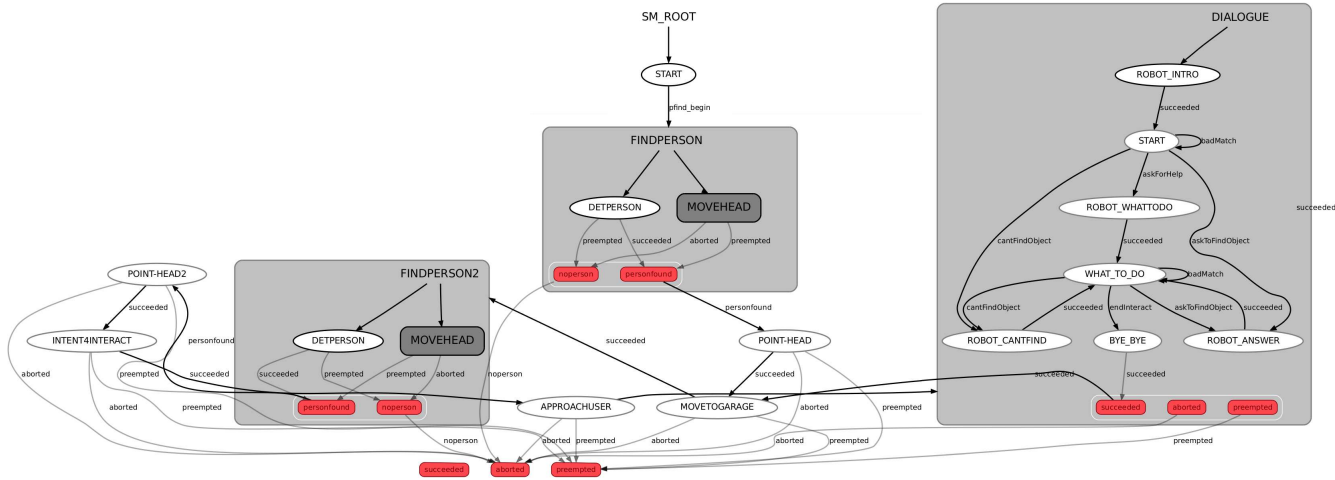 SM_ROOT
DIALOGUE
START
ROBOT_INTRO
pfind_begin
succeeded
FINDPERSON
START
badMatch
askForHelp
DETPERSON
MOVEHEAD
ROBOT_WHATTODO
succeeded
cantFindObject
succeeded
askToFindObject
preempted
succeeded
aborted
preempted
POINT-HEAD2
FINDPERSON2
noperson
personfound
WHAT_TO_DO
badMatch
succeeded
personfound
cantFindObject
succeeded
endInteract
askToFindObject
succeeded
INTENT4INTERACT
personfound
DETPERSON
MOVEHEAD
succeeded
POINT-HEAD
ROBOT_CANTFIND
BYE_BYE
ROBOT_ANSWER
aborted
preempted
succeeded
succeeded
preempted
preempted
aborted
noperson
succeeded
succeeded
succeeded
aborted
preempted
personfound
noperson
APPROACHUSER
MOVETOGARAGE
aborted
preempted
succeeded
aborted
preempted
noperson
aborted
preempted
aborted
aborted
preempted
preempted
succeeded
aborted
preempted